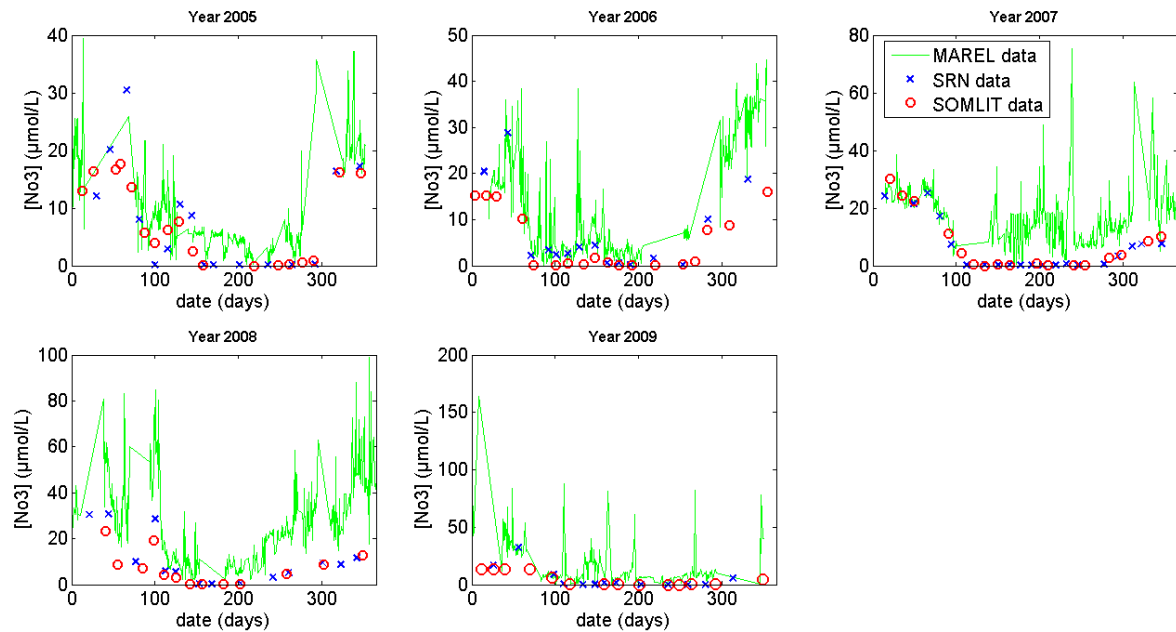 Year 2005
[No3] (µmol/L)
40
30
20
10
0
0 100 200 300
date (days)
Year 2006
[No3] (µmol/L)
50
40
30
20
10
0
0 100 200 300
date (days)
Year 2007
[No3] (µmol/L)
80
60
40
20
0
0 100 200 300
date (days)
MAREL data
SRN data
SOMLIT data
Year 2008
[No3] (µmol/L)
100
80
60
40
20
0
0 100 200 300
date (days)
Year 2009
[No3] (µmol/L)
200
150
100
50
0
0 100 200 300
date (days)